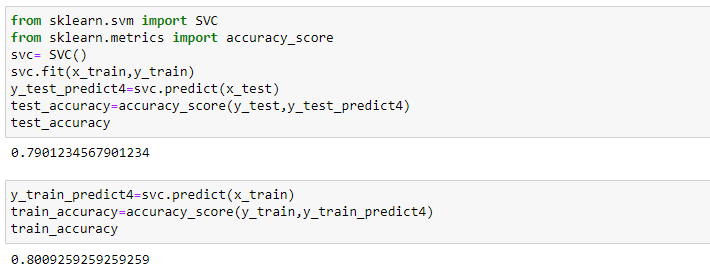 from sklearn.svm import SVC
from sklearn.metrics import accuracy_score
svc= SVC()
svc.fit(x_train,y_train)
y_test_predict4=svc.predict(x_test)
test_accuracy=accuracy_score(y_test,y_test_predict4)
test_accuracy
0.7901234567901234
y_train_predict4=svc.predict(x_train)
train_accuracy=accuracy_score(y_train,y_train_predict4)
train_accuracy
0.8009259259259259